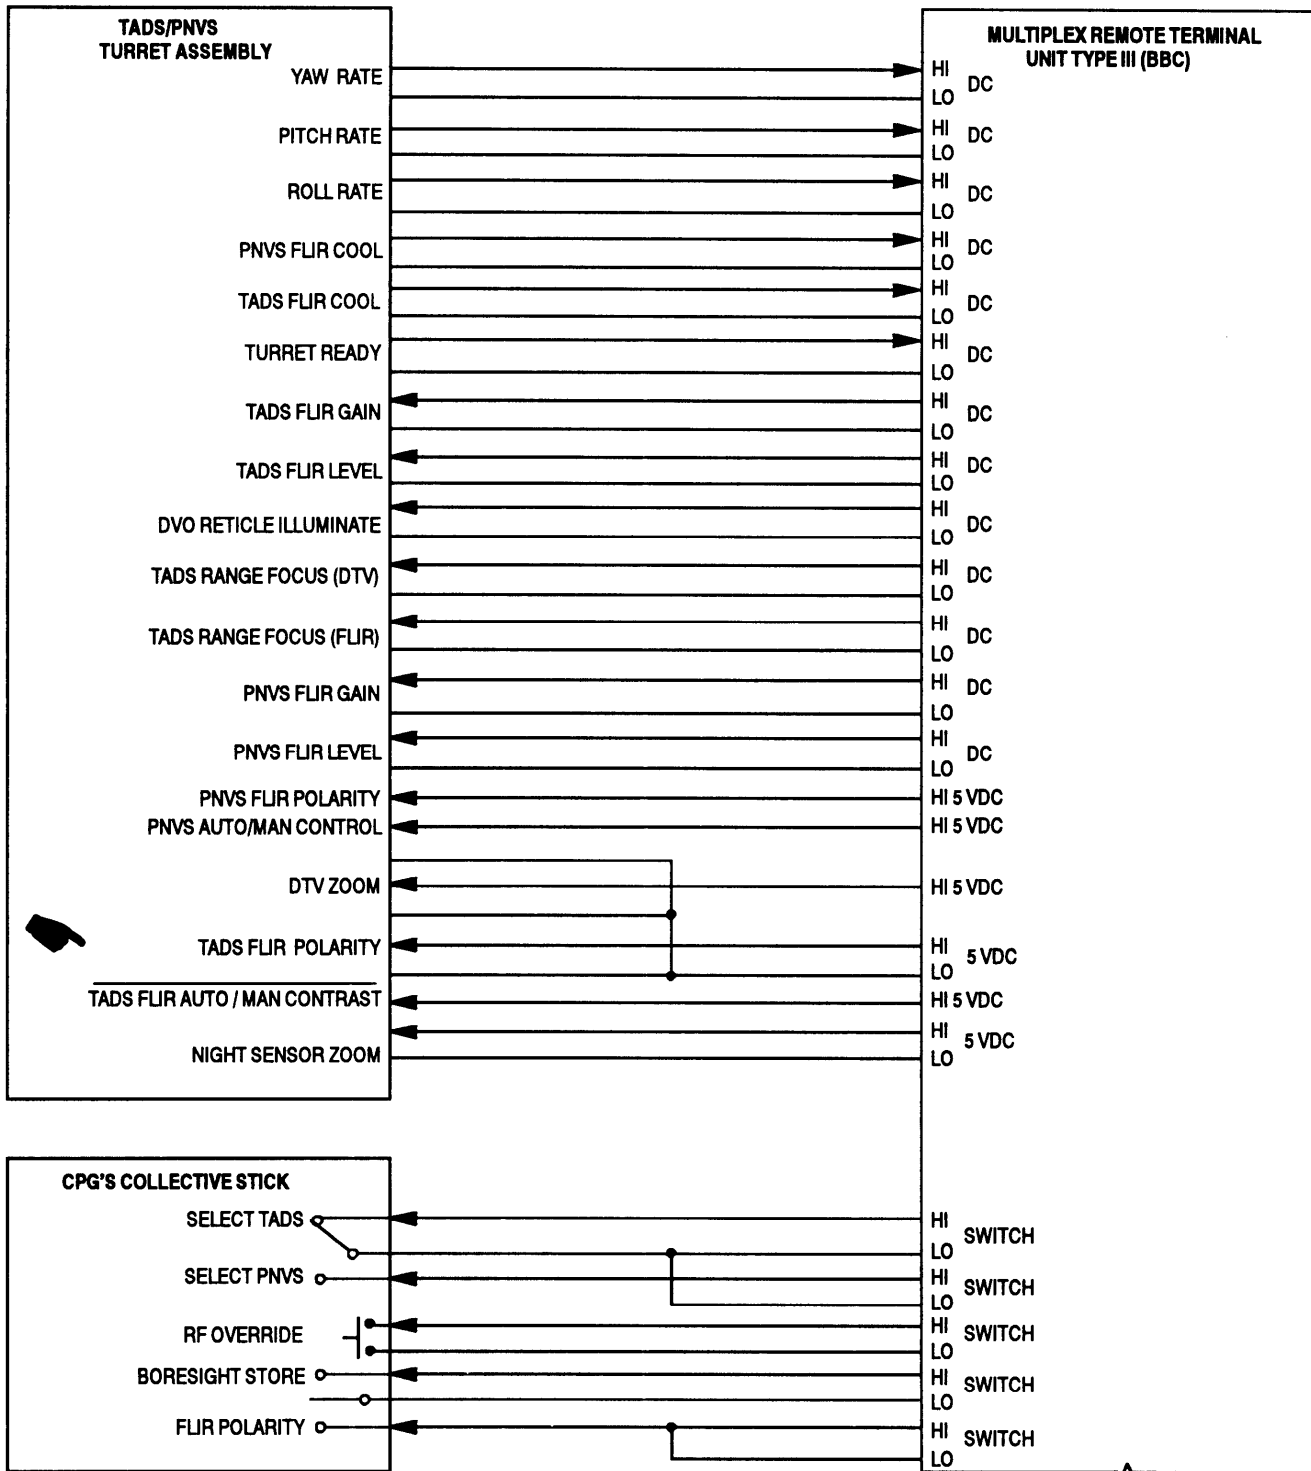 TADS/PNVS
TURRET ASSEMBLY
MULTIPLEX REMOTE TERMINAL
UNIT TYPE III (BBC)
YAW RATE
HI
LO
DC
PITCH RATE
HI
LO
DC
ROLL RATE
HI
LO
DC
PNVS FLIR COOL
HI
LO
DC
TADS FLIR COOL
HI
LO
DC
TURRET READY
HI
LO
DC
TADS FLIR GAIN
HI
LO
DC
TADS FLIR LEVEL
HI
LO
DC
DVO RETICLE ILLUMINATE
HI
LO
DC
TADS RANGE FOCUS (DTV)
HI
LO
DC
TADS RANGE FOCUS (FLIR)
HI
LO
DC
PNVS FLIR GAIN
HI
LO
DC
PNVS FLIR LEVEL
HI
LO
DC
PNVS FLIR POLARITY
HI 5 VDC
PNVS AUTO/MAN CONTROL
HI 5 VDC
DTV ZOOM
HI 5 VDC
TADS FLIR POLARITY
HI
LO
5 VDC
TADS FLIR AUTO / MAN CONTRAST
HI 5 VDC
NIGHT SENSOR ZOOM
HI
LO
5 VDC
CPG'S COLLECTIVE STICK
SELECT TADS
HI
LO
SWITCH
SELECT PNVS
HI
LO
SWITCH
RF OVERRIDE
HI
LO
SWITCH
BORESIGHT STORE
HI
LO
SWITCH
FLIR POLARITY
HI
LO
SWITCH